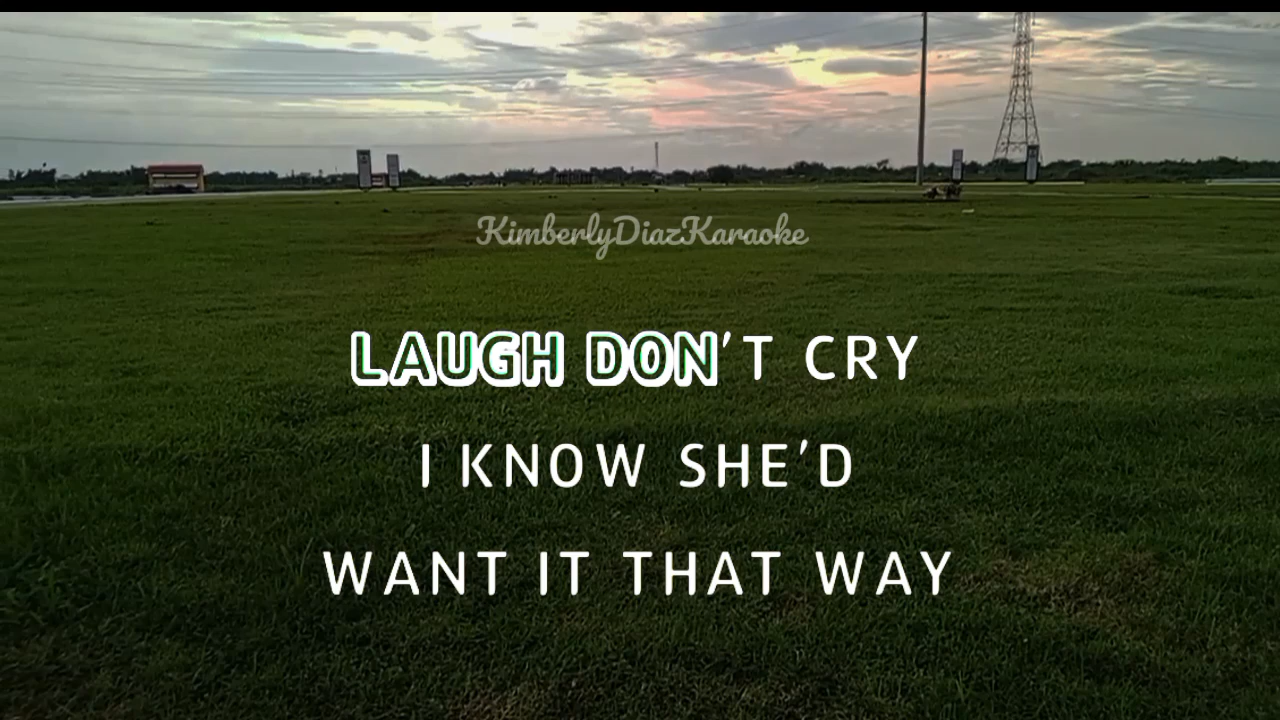 KimberlyDiazKaraoke
LAUGH DON'T CRY
I KNOW SHE'D
WANT IT THAT WAY